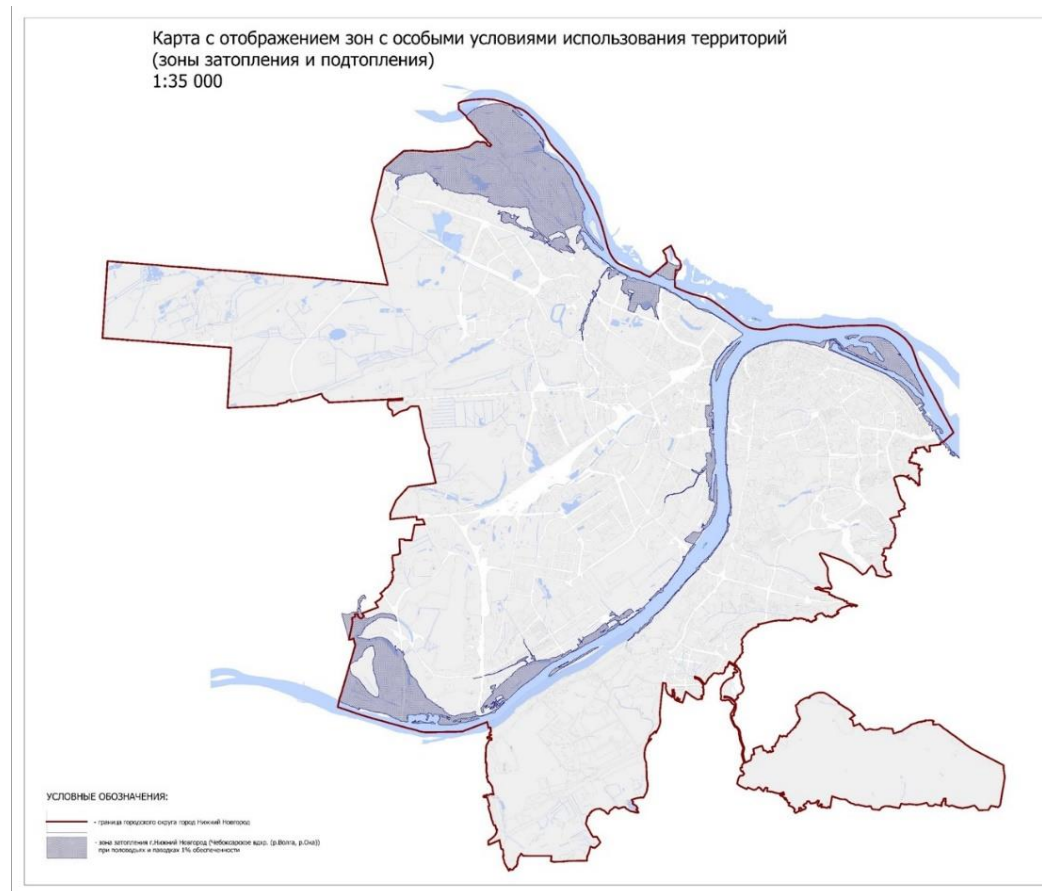 Карта с отображением зон с особыми условиями использования территорий
(зоны затопления и подтопления)
1:35 000
УСЛОВНЫЕ ОБОЗНАЧЕНИЯ:
- граница городского округа город Нижний Новгород
- зона затопления г.Нижний Новгород (Чебоксарское вдхр. (р.Волга, р.Ока))
при половодьях и паводках 1% обеспеченности